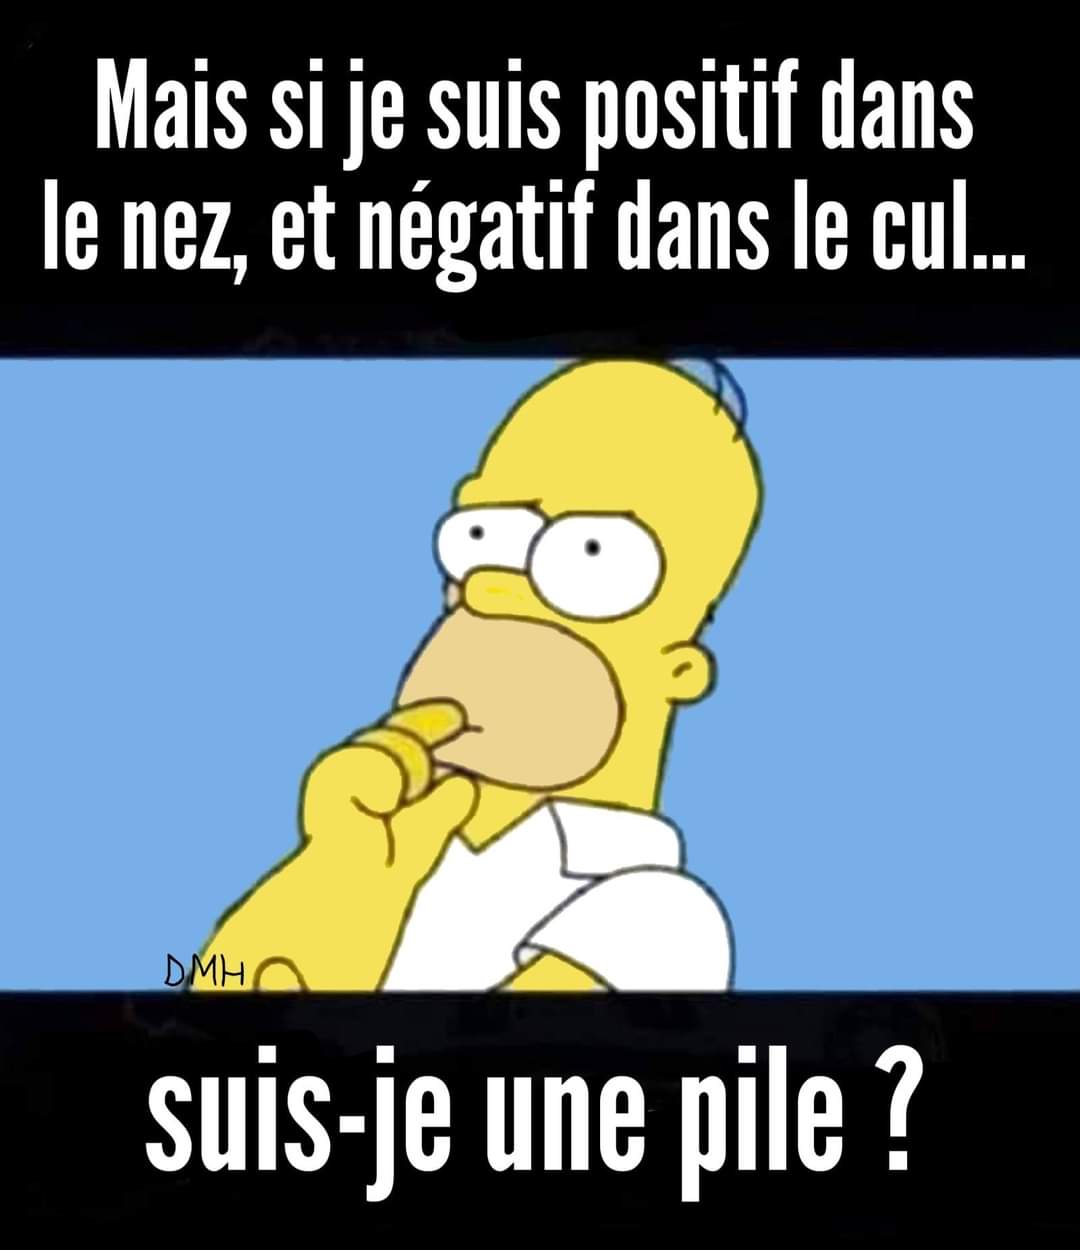 Mais si je suis positif dans
le nez, et négatif dans le cul...
DMH
suis-je une pile ?